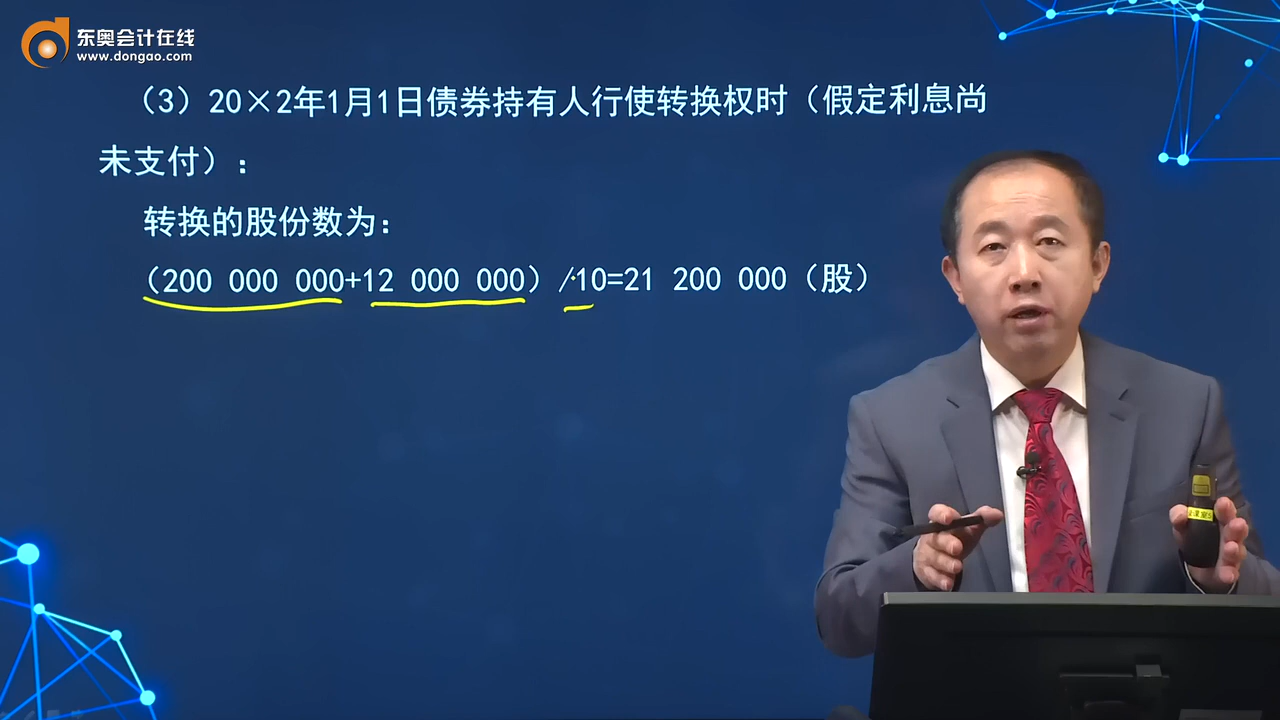 东奥会计在线
www.dongao.com
（3）20×2年1月1日债券持有人行使转换权时（假定利息尚
未支付）：
转换的股份数为：
（200 000 000+12 000 000）/10=21 200 000（股）